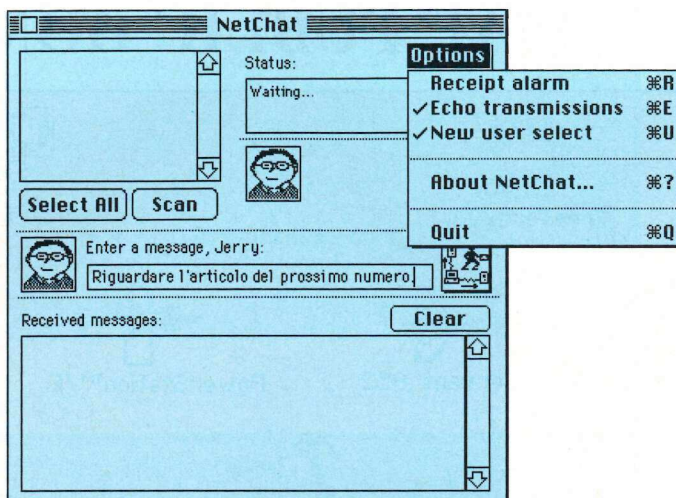 NetChat
Status:
Waiting...
Options
Receipt alarm ⌘R
✓Echo transmissions ⌘E
✓New user select ⌘U
About NetChat... ⌘?
Quit ⌘Q
Select All
Scan
Enter a message, Jerry:
Riguardare l'articolo del prossimo numero.
Received messages:
Clear